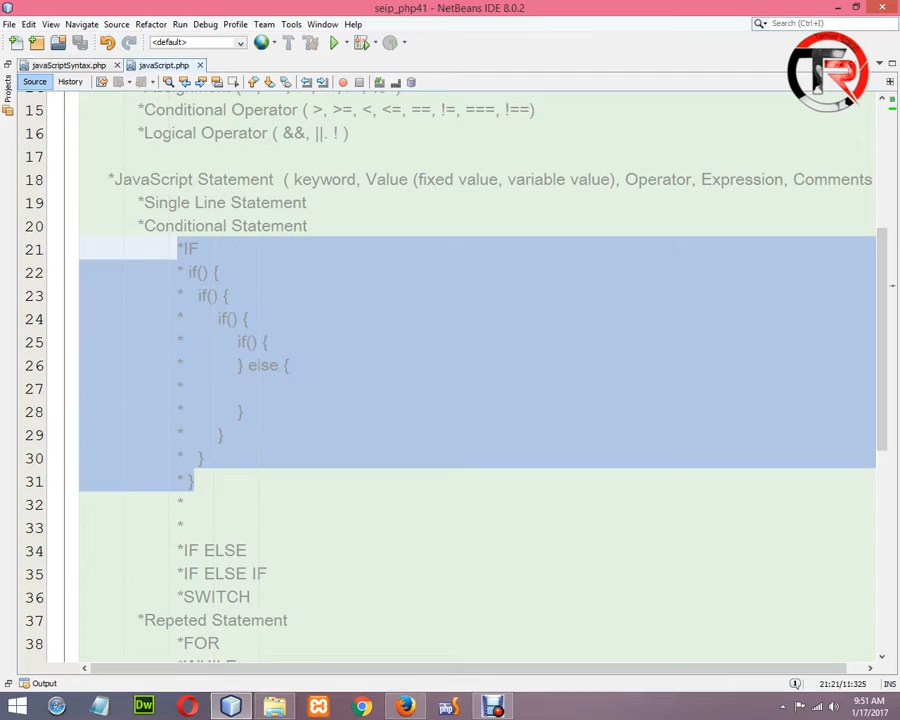 seip_php41 - NetBeans IDE 8.0.2
File Edit View Navigate Source Refactor Run Debug Profile Team Tools Window Help
Search (Ctrl+I)
<default>
TR
javaScriptSyntax.php
javaScript.php
Source History
Projects
15 *Conditional Operator ( >, >=, <, <=, ==, !=, ===, !==)
16 *Logical Operator ( &&, ||. ! )
17
18 *JavaScript Statement ( keyword, Value (fixed value, variable value), Operator, Expression, Comments
19 *Single Line Statement
20 *Conditional Statement
21 *IF
22 * if() {
23 * if() {
24 * if() {
25 * if() {
26 * } else {
27 *
28 * }
29 * }
30 * }
31 * }
32 *
33 *
34 *IF ELSE
35 *IF ELSE IF
36 *SWITCH
37 *Repeted Statement
38 *FOR
*WHILE
Output
21:21/11:325 INS
Dw
php
9:51 AM
1/17/2017